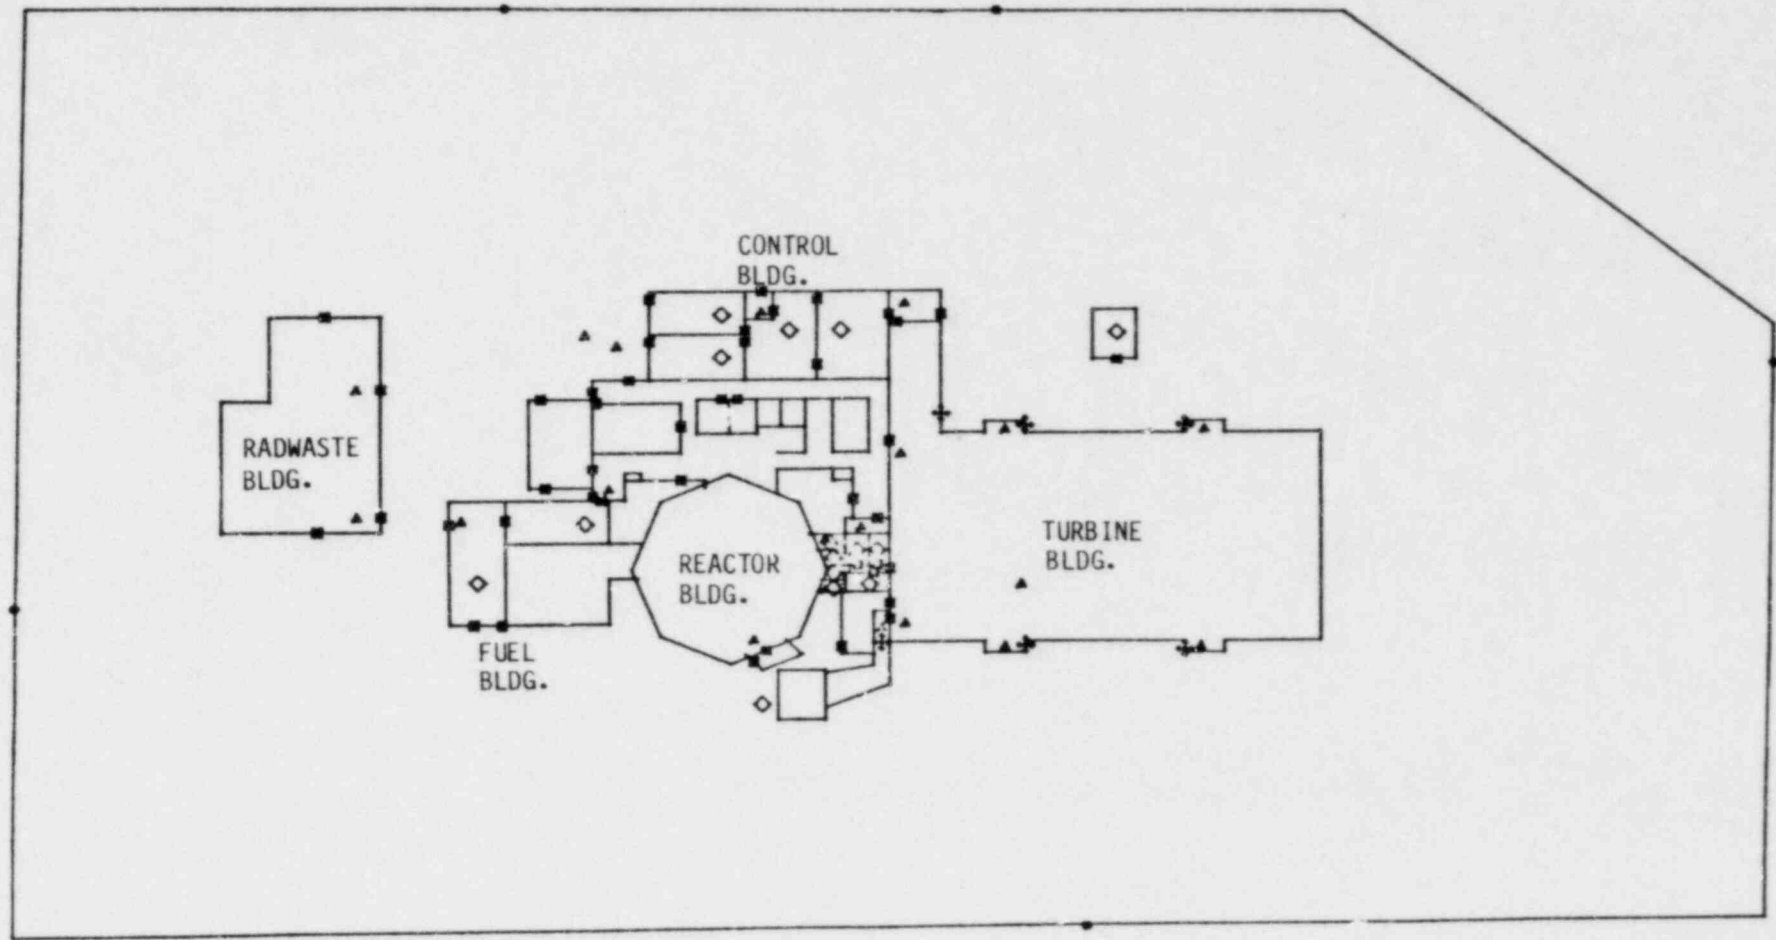 CONTROL
BLDG.
RADWASTE
BLDG.
TURBINE
BLDG.
REACTOR
BLDG.
FUEL
BLDG.